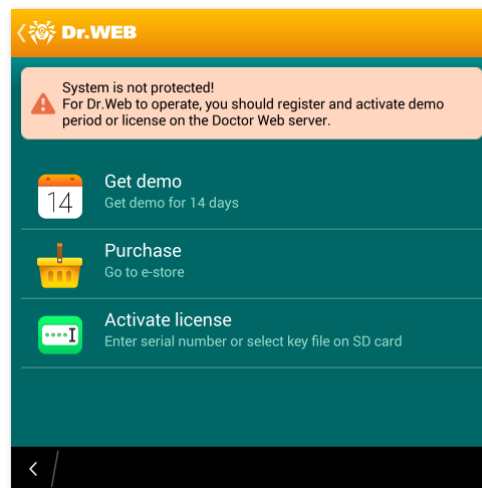 Dr.WEB
System is not protected!
For Dr.Web to operate, you should register and activate demo
period or license on the Doctor Web server.
14
Get demo
Get demo for 14 days
Purchase
Go to e-store
Activate license
Enter serial number or select key file on SD card